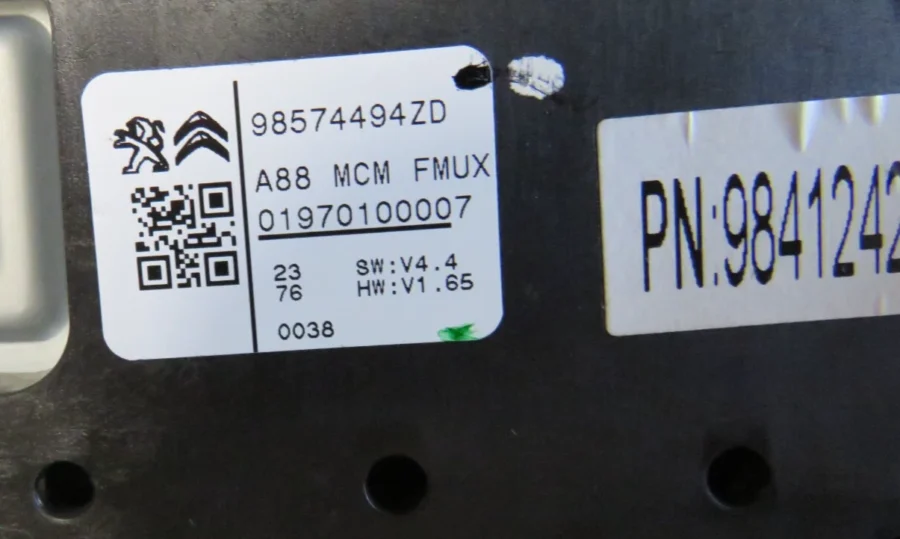 98574494ZD
A88 MCM FMUX
01970100007
23 SW:V4.4
76 HW:V1.65
0038
PN:9841242